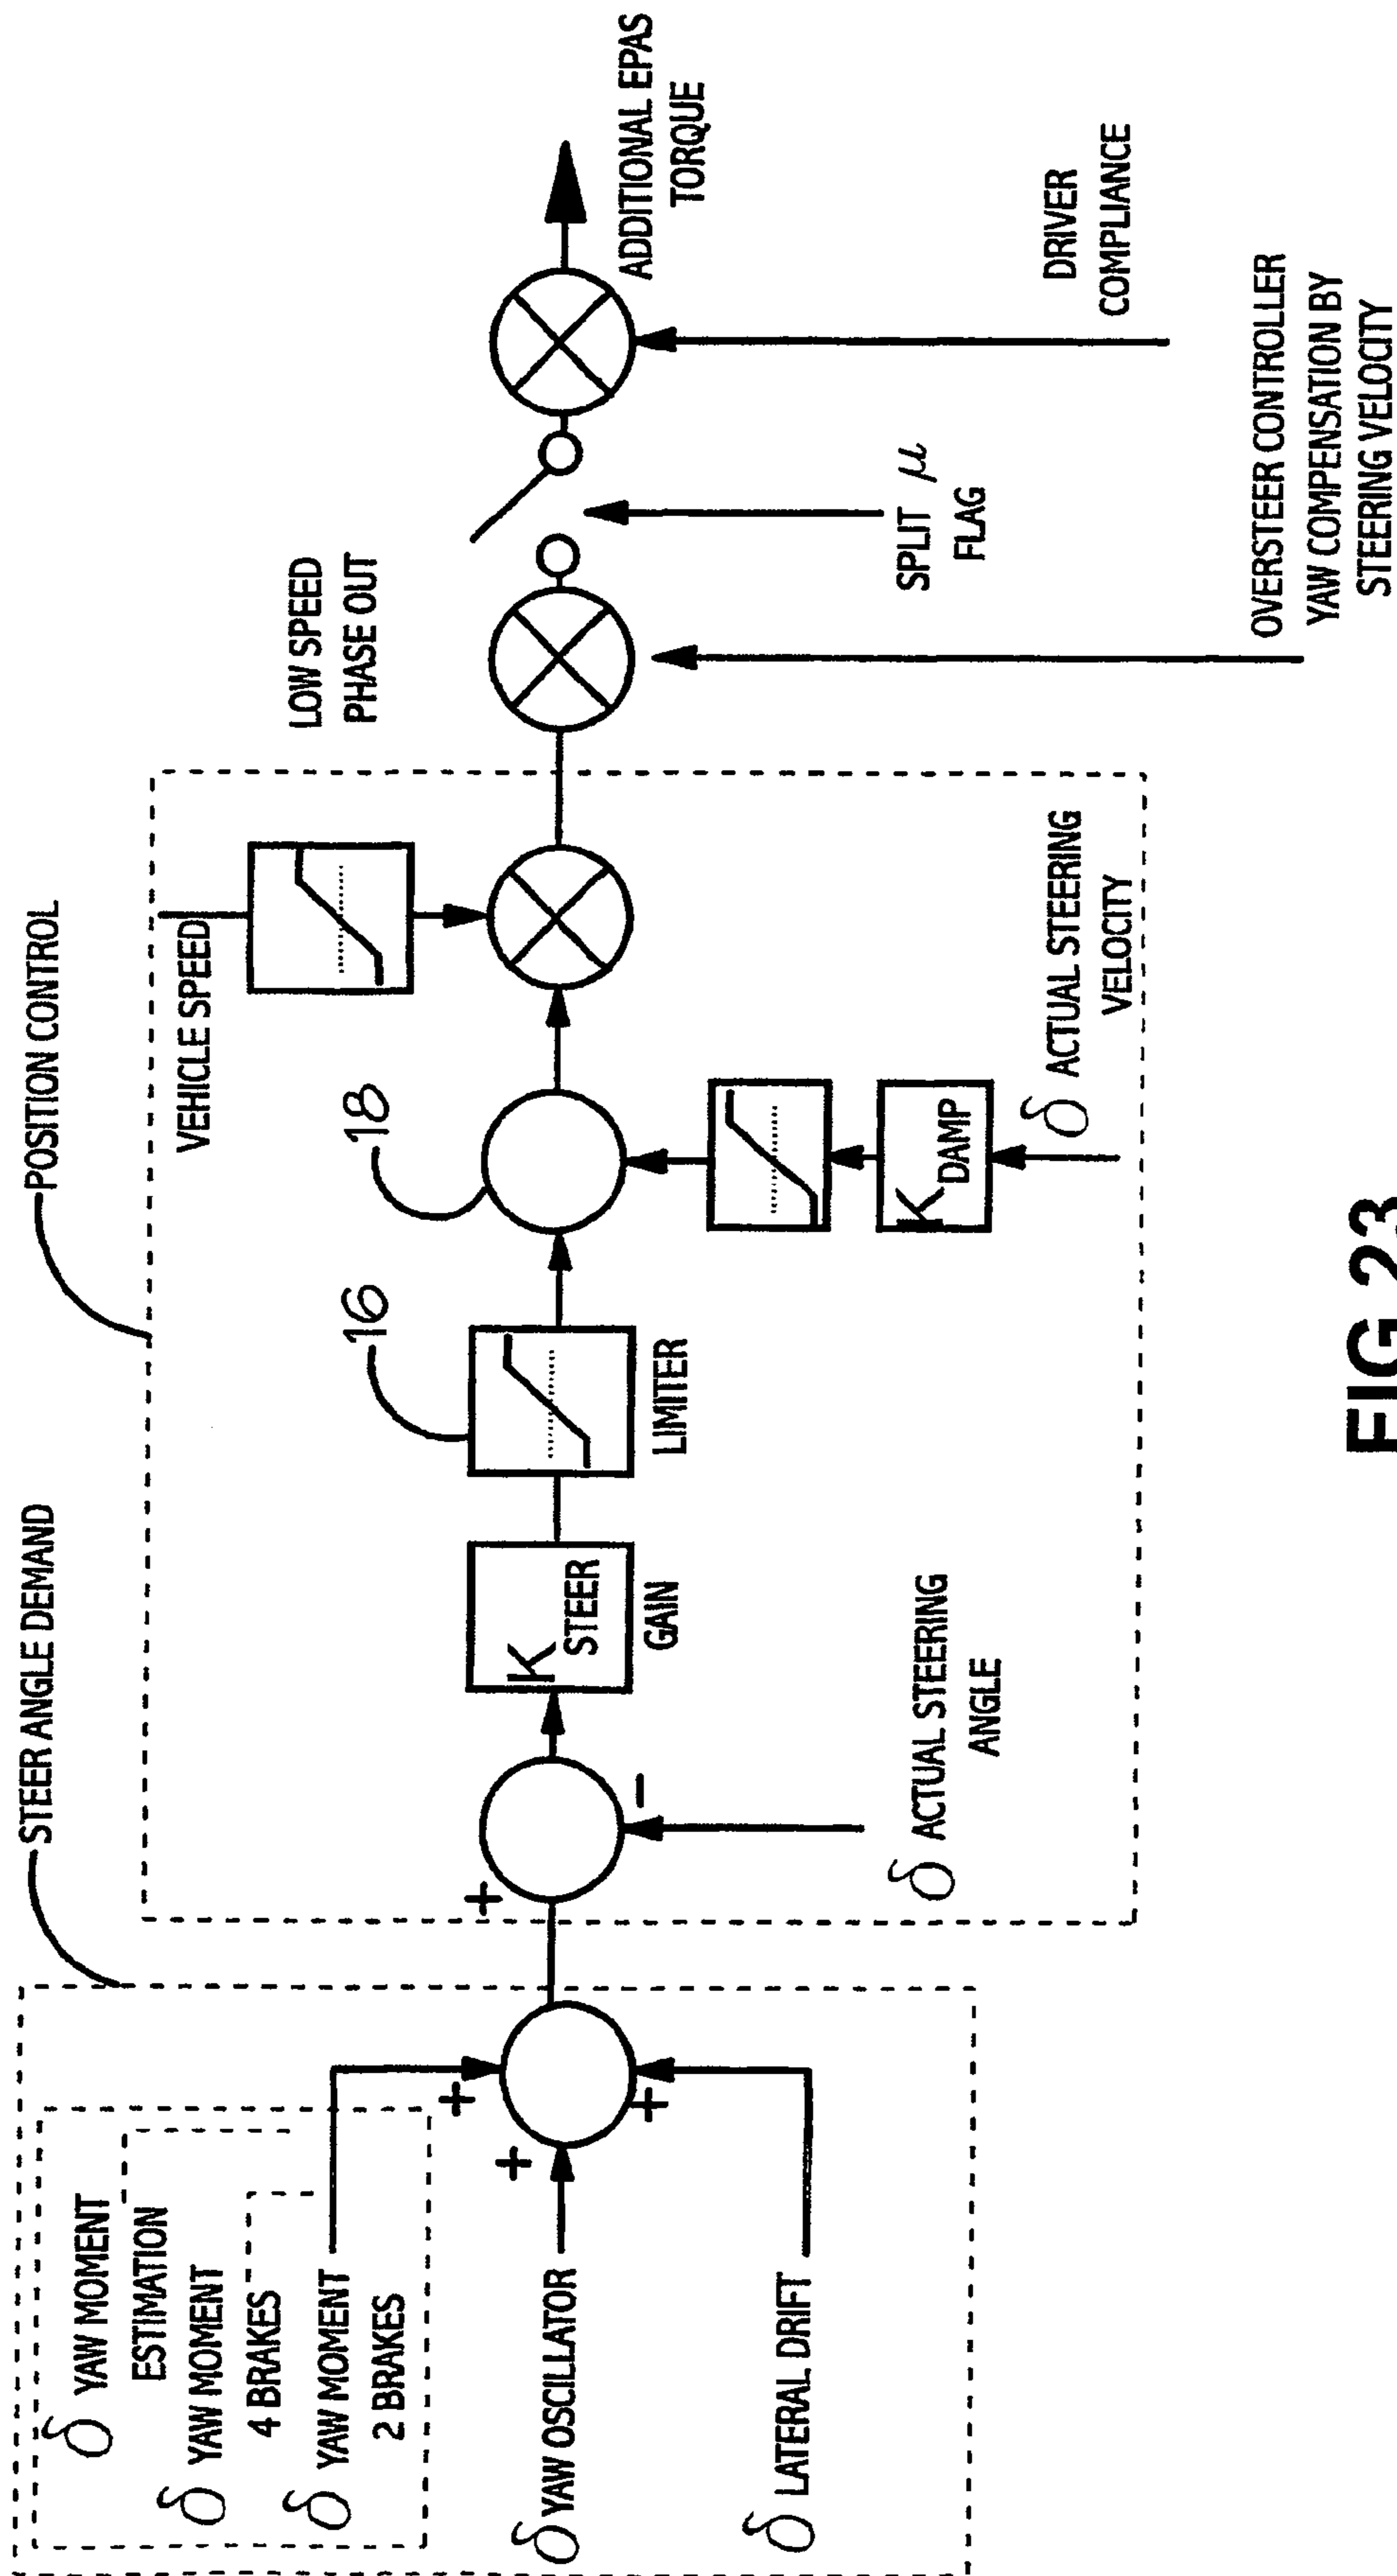 STEER ANGLE DEMAND
δ YAW MOMENT
ESTIMATION
δ YAW MOMENT
4 BRAKES
δ YAW MOMENT
2 BRAKES
δ YAW OSCILLATOR
δ LATERAL DRIFT
+
+
+
POSITION CONTROL
+
−
δ ACTUAL STEERING
ANGLE
K STEER
GAIN
16
LIMITER
18
VEHICLE SPEED
K DAMP
δ ACTUAL STEERING
VELOCITY
LOW SPEED
PHASE OUT
OVERSTEER CONTROLLER
YAW COMPENSATION BY
STEERING VELOCITY
SPLIT μ
FLAG
DRIVER
COMPLIANCE
ADDITIONAL EPAS
TORQUE
FIG 23